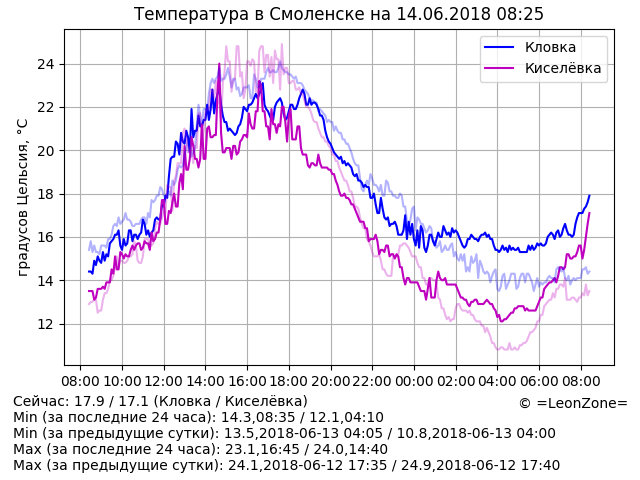 Температура в Смоленске на 14.06.2018 08:25
Кловка
Киселёвка
градусов Цельсия, °C
24
22
20
18
16
14
12
08:00 10:00 12:00 14:00 16:00 18:00 20:00 22:00 00:00 02:00 04:00 06:00 08:00
Сейчас: 17.9 / 17.1 (Кловка / Киселёвка)
© =LeonZone=
Min (за последние 24 часа): 14.3,08:35 / 12.1,04:10
Min (за предыдущие сутки): 13.5,2018-06-13 04:05 / 10.8,2018-06-13 04:00
Max (за последние 24 часа): 23.1,16:45 / 24.0,14:40
Max (за предыдущие сутки): 24.1,2018-06-12 17:35 / 24.9,2018-06-12 17:40